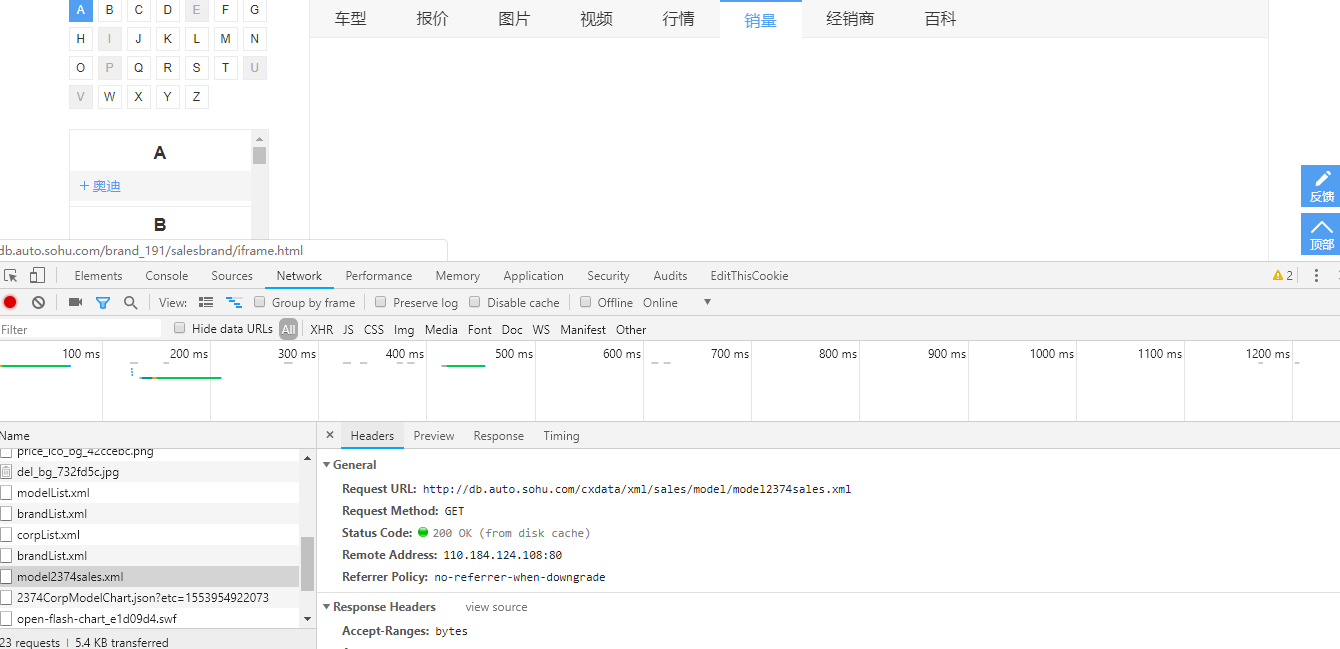 A B C D E F G
H I J K L M N
O P Q R S T U
V W X Y Z
车型 报价 图片 视频 行情 销量 经销商 百科
A
+ 奥迪
B
反馈
顶部
db.auto.sohu.com/brand_191/salesbrand/iframe.html
Elements Console Sources Network Performance Memory Application Security Audits EditThisCookie 2
View: Group by frame Preserve log Disable cache Offline Online
Filter Hide data URLs All XHR JS CSS Img Media Font Doc WS Manifest Other
100 ms 200 ms 300 ms 400 ms 500 ms 600 ms 700 ms 800 ms 900 ms 1000 ms 1100 ms 1200 ms
Name
price_ico_bg_42ccebc.png
del_bg_732fd5c.jpg
modelList.xml
brandList.xml
corpList.xml
brandList.xml
model2374sales.xml
2374CorpModelChart.json?etc=1553954922073
open-flash-chart_e1d09d4.swf
23 requests | 5.4 KB transferred
× Headers Preview Response Timing
General
Request URL: http://db.auto.sohu.com/cxdata/xml/sales/model/model2374sales.xml
Request Method: GET
Status Code: 200 OK (from disk cache)
Remote Address: 110.184.124.108:80
Referrer Policy: no-referrer-when-downgrade
Response Headers view source
Accept-Ranges: bytes